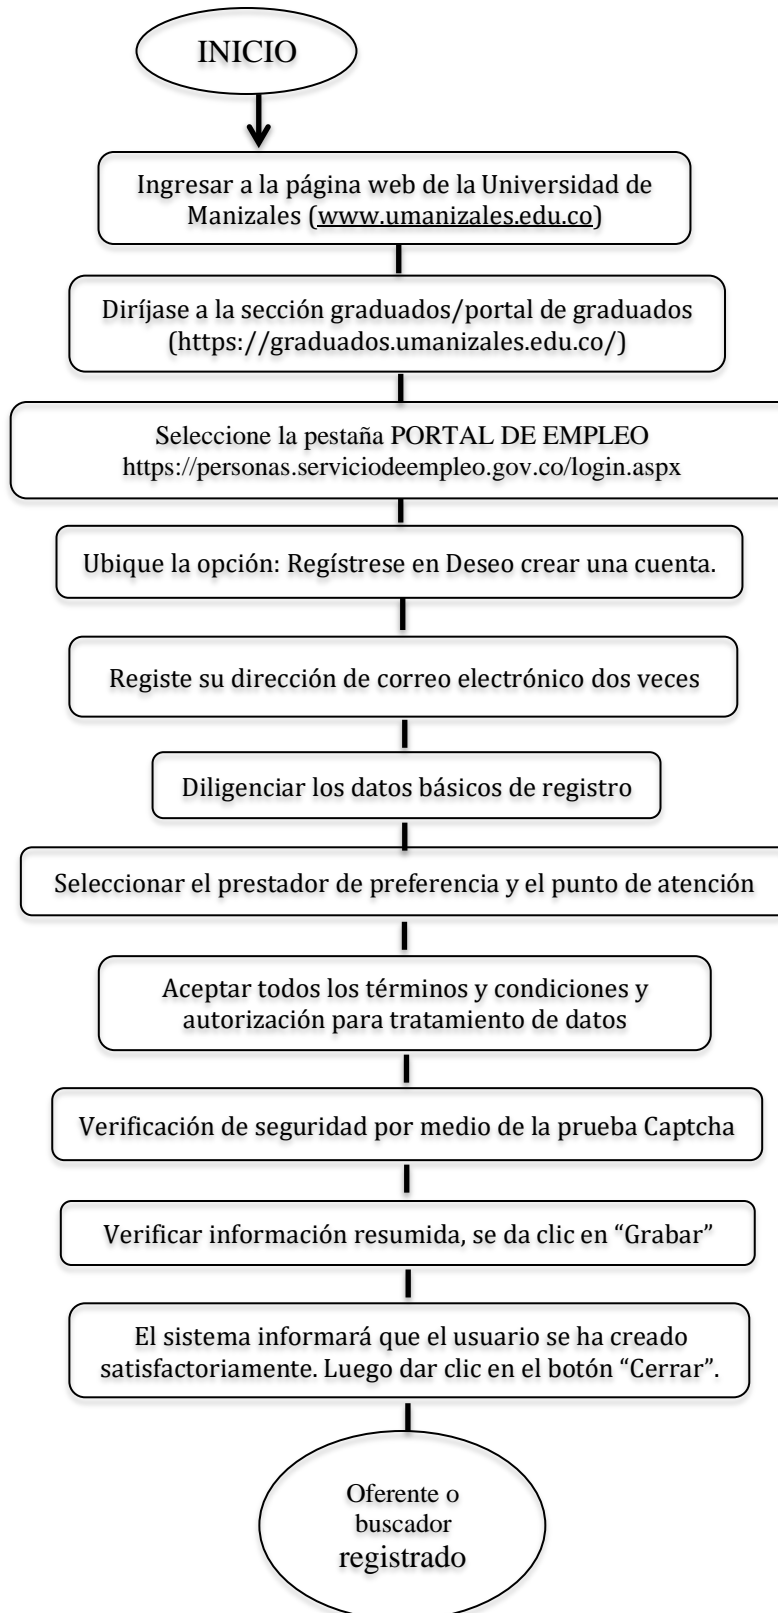 INICIO
Ingresar a la página web de la Universidad de
Manizales (www.umanizales.edu.co)
Diríjase a la sección graduados/portal de graduados
(https://graduados.umanizales.edu.co/)
Seleccione la pestaña PORTAL DE EMPLEO
https://personas.serviciodeempleo.gov.co/login.aspx
Ubique la opción: Regístrese en Deseo crear una cuenta.
Registe su dirección de correo electrónico dos veces
Diligenciar los datos básicos de registro
Seleccionar el prestador de preferencia y el punto de atención
Aceptar todos los términos y condiciones y
autorización para tratamiento de datos
Verificación de seguridad por medio de la prueba Captcha
Verificar información resumida, se da clic en “Grabar”
El sistema informará que el usuario se ha creado
satisfactoriamente. Luego dar clic en el botón “Cerrar”.
Oferente o
buscador
registrado